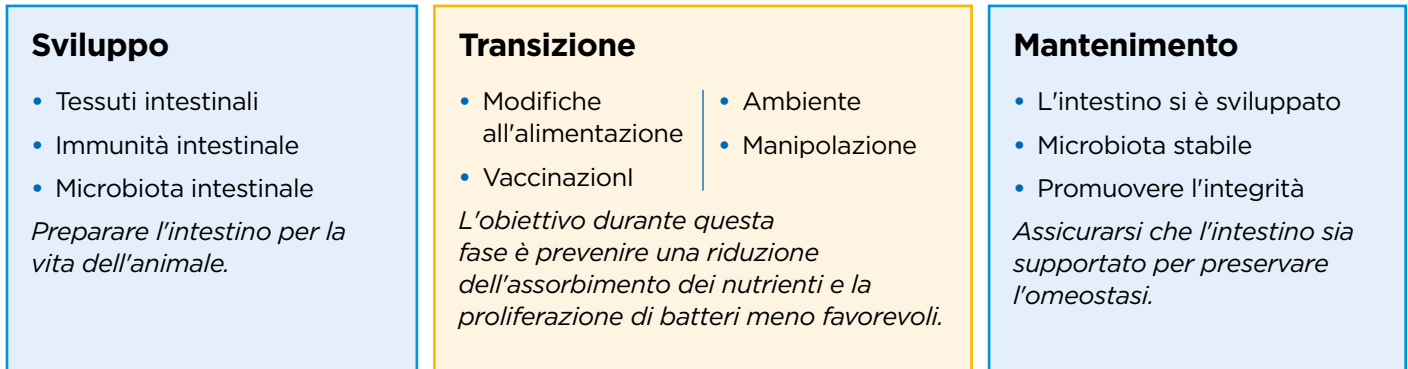 Sviluppo
• Tessuti intestinali
• Immunità intestinale
• Microbiota intestinale
Preparare l'intestino per la
vita dell'animale.
Transizione
• Modifiche
all'alimentazione
• VaccinazionI
• Ambiente
• Manipolazione
L'obiettivo durante questa
fase è prevenire una riduzione
dell'assorbimento dei nutrienti e la
proliferazione di batteri meno favorevoli.
Mantenimento
• L'intestino si è sviluppato
• Microbiota stabile
• Promuovere l'integrità
Assicurarsi che l'intestino sia
supportato per preservare
l'omeostasi.